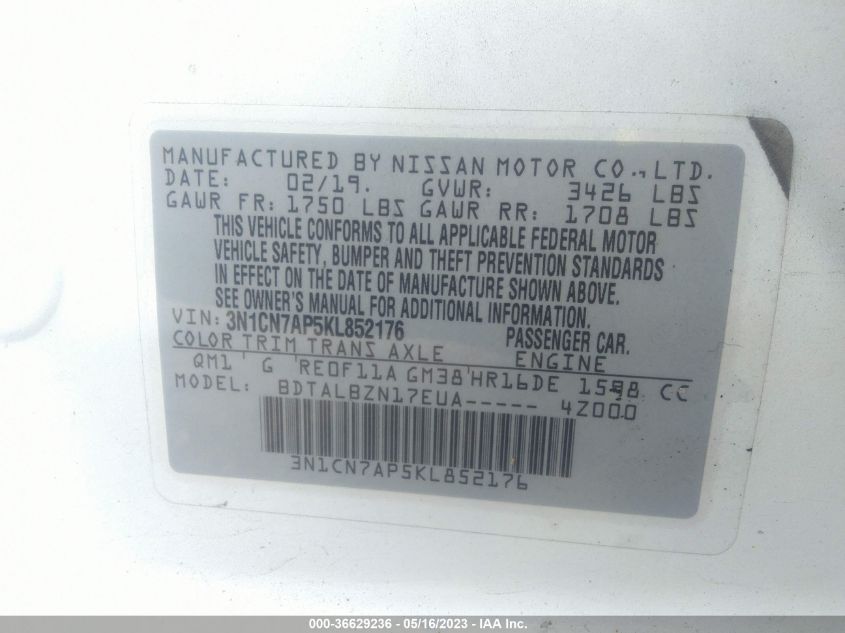 MANUFACTURED BY NISSAN MOTOR CO., LTD.
DATE: 02/19. GVWR: 3426 LBS
GAWR FR: 1750 LBS GAWR RR: 1708 LBS
THIS VEHICLE CONFORMS TO ALL APPLICABLE FEDERAL MOTOR
VEHICLE SAFETY, BUMPER AND THEFT PREVENTION STANDARDS
IN EFFECT ON THE DATE OF MANUFACTURE SHOWN ABOVE.
SEE OWNER'S MANUAL FOR ADDITIONAL INFORMATION.
VIN: 3N1CN7AP5KL852176 PASSENGER CAR.
COLOR TRIM TRANS AXLE ENGINE
QM1 ' G 'RE0F11A GM38'HR16DE 1598 CC
MODEL: BDTALBZN17EUA----- 4Z000
3N1CN7AP5KL852176
000-36629236 - 05/16/2023 - IAA Inc.